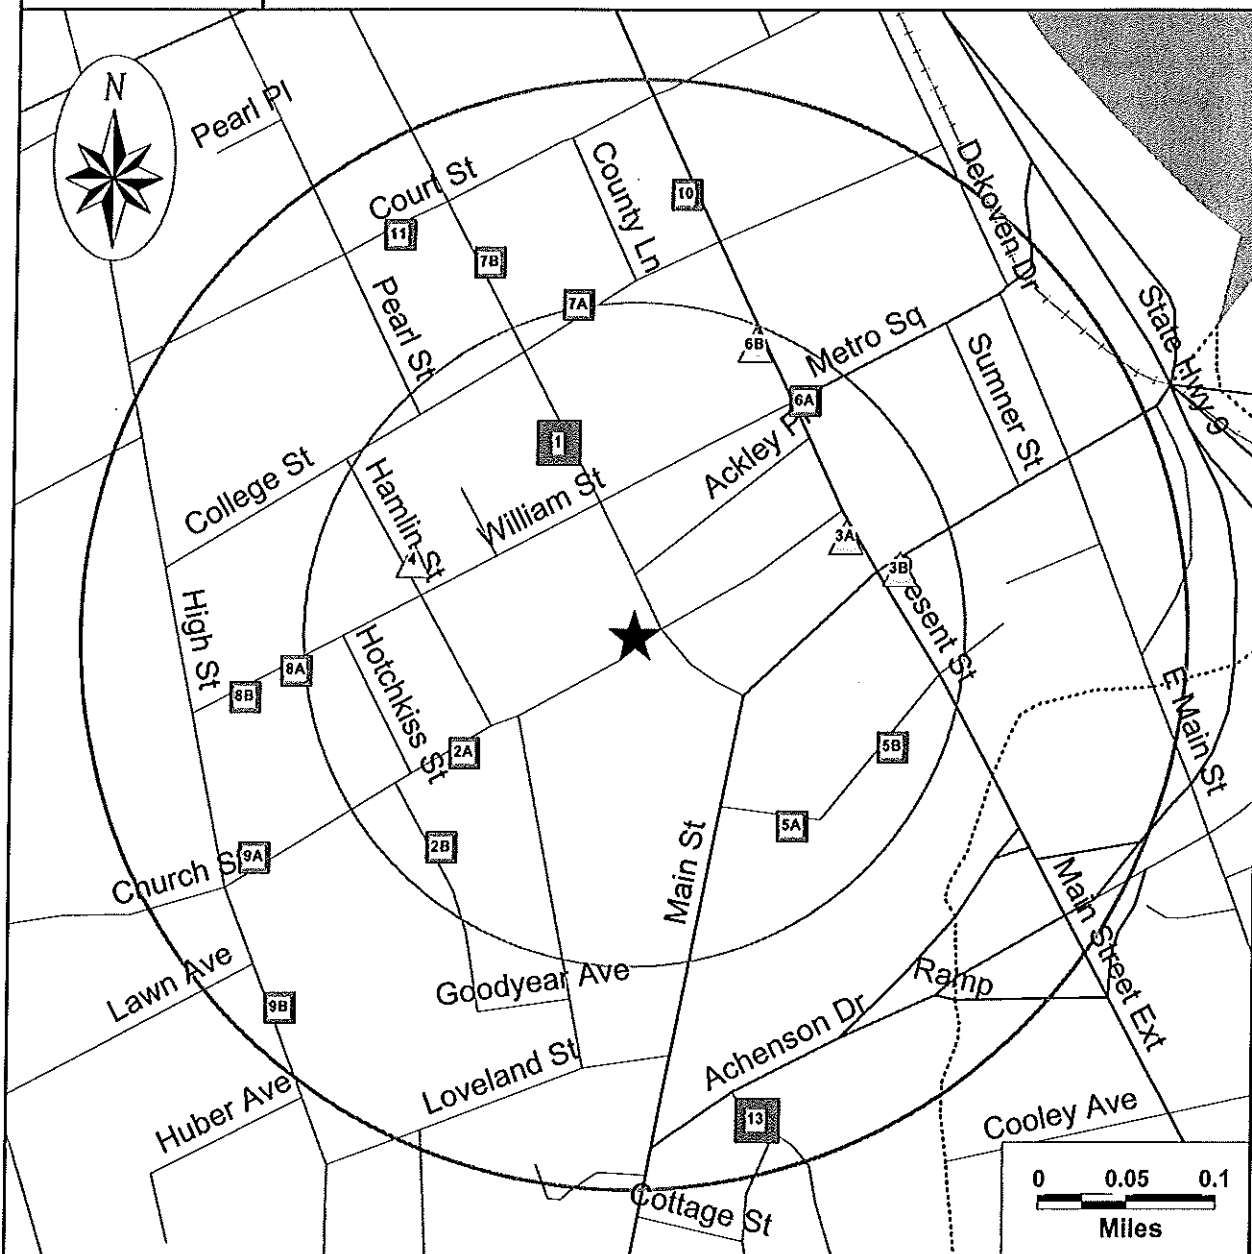 N
Pearl Pl
Court St
County Ln
Dekoven Dr
10
11
7B
7A
Pearl St
State Hwy 9
6B
Metro Sq
Sumner St
6A
1
Ackley Pl
College St
Hamlin St
William St
4
3A
3B
High St
Hotchkiss St
8A
8B
2A
5B
E Main St
5A
2B
Church S
9A
Main St
Main Street Ext
Lawn Ave
9B
Goodyear Ave
Ramp
Achenson Dr
Loveland St
Huber Ave
13
Cooley Ave
Cottage St
0 0.05 0.1
Miles